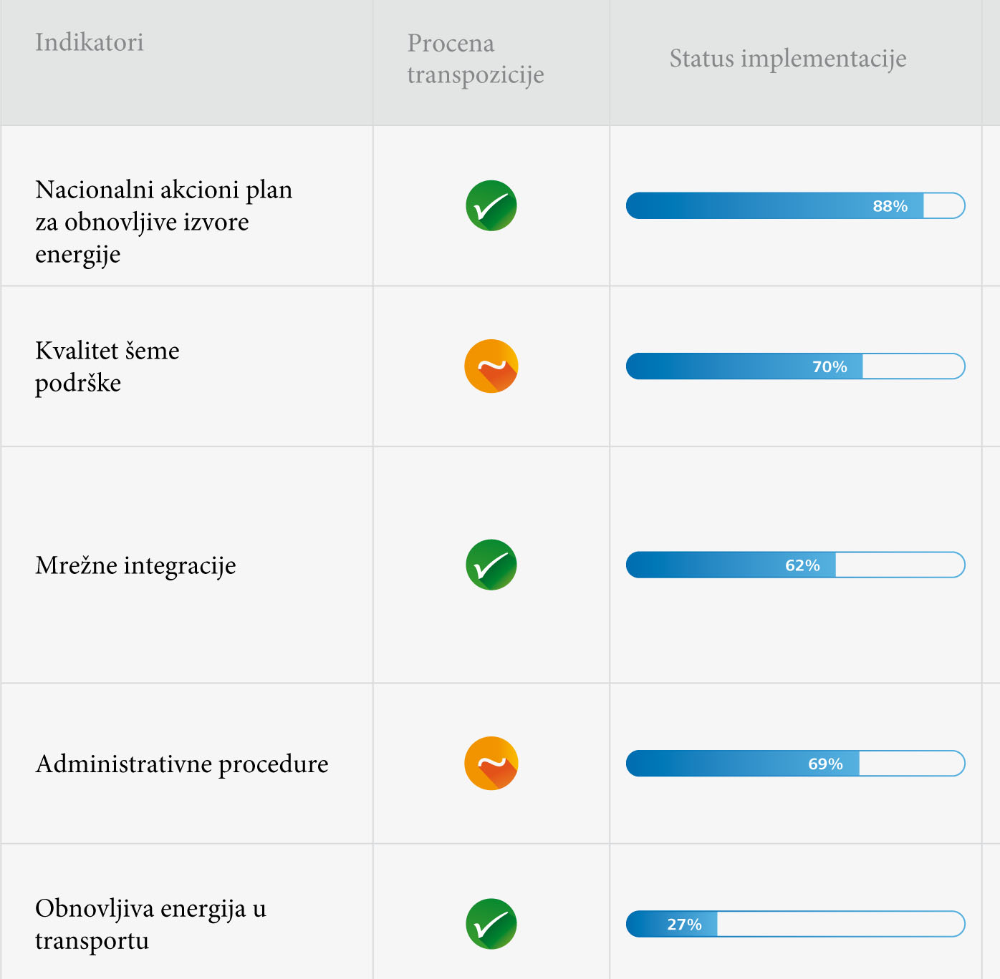 Indikatori
Procena
transpozicije
Status implementacije
Nacionalni akcioni plan
za obnovljive izvore
energije
88%
Kvalitet šeme
podrške
70%
Mrežne integracije
62%
Administrativne procedure
69%
Obnovljiva energija u
transportu
27%